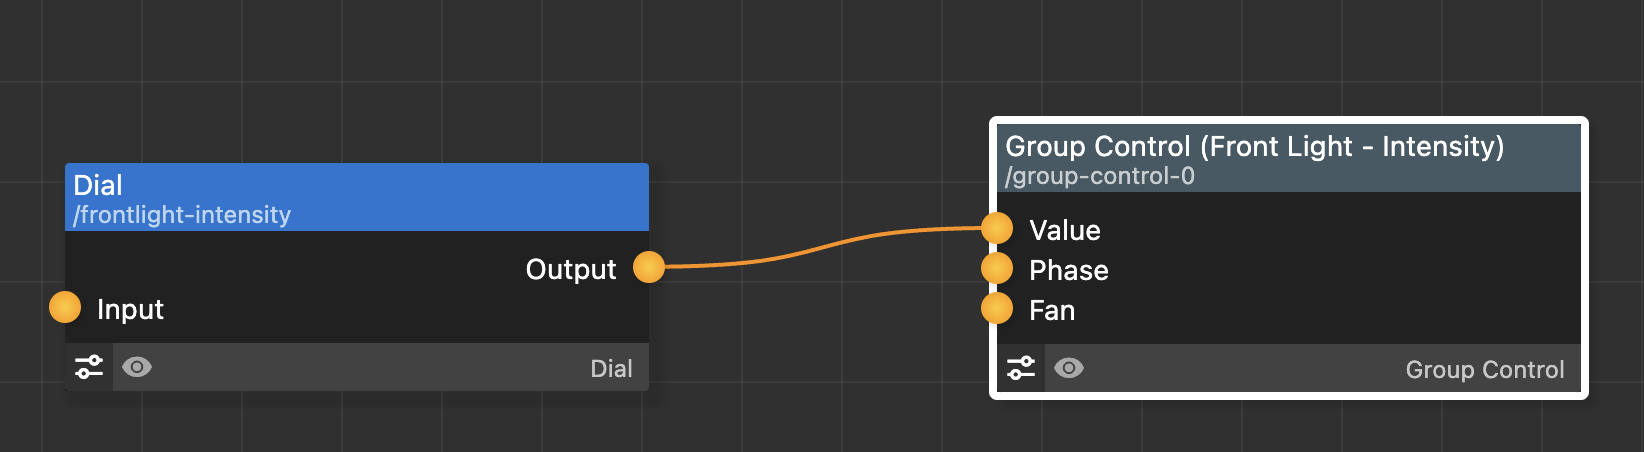 Dial
/frontlight-intensity
Output
Input
Dial
Group Control (Front Light - Intensity)
/group-control-0
Value
Phase
Fan
Group Control